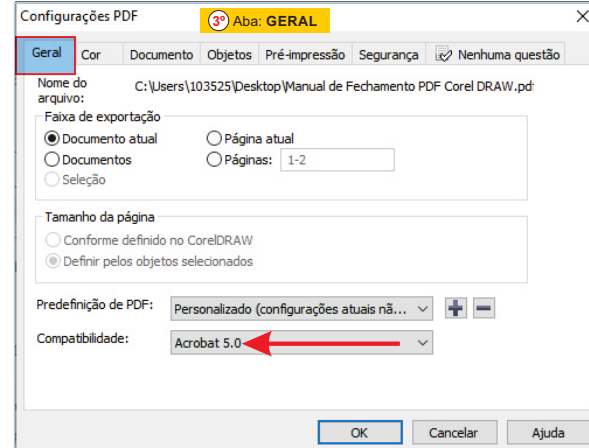 Configurações PDF
3º Aba: GERAL
Geral Cor Documento Objetos Pré-impressão Segurança Nenhuma questão
Nome do arquivo: C:\Users\103525\Desktop\Manual de Fechamento PDF Corel DRAW.pdf
Faixa de exportação
Documento atual Página atual
Documentos Páginas: 1-2
Seleção
Tamanho da página
Conforme definido no CorelDRAW
Definir pelos objetos selecionados
Predefinição de PDF: Personalizado (configurações atuais nã...
Compatibilidade: Acrobat 5.0
OK Cancelar Ajuda